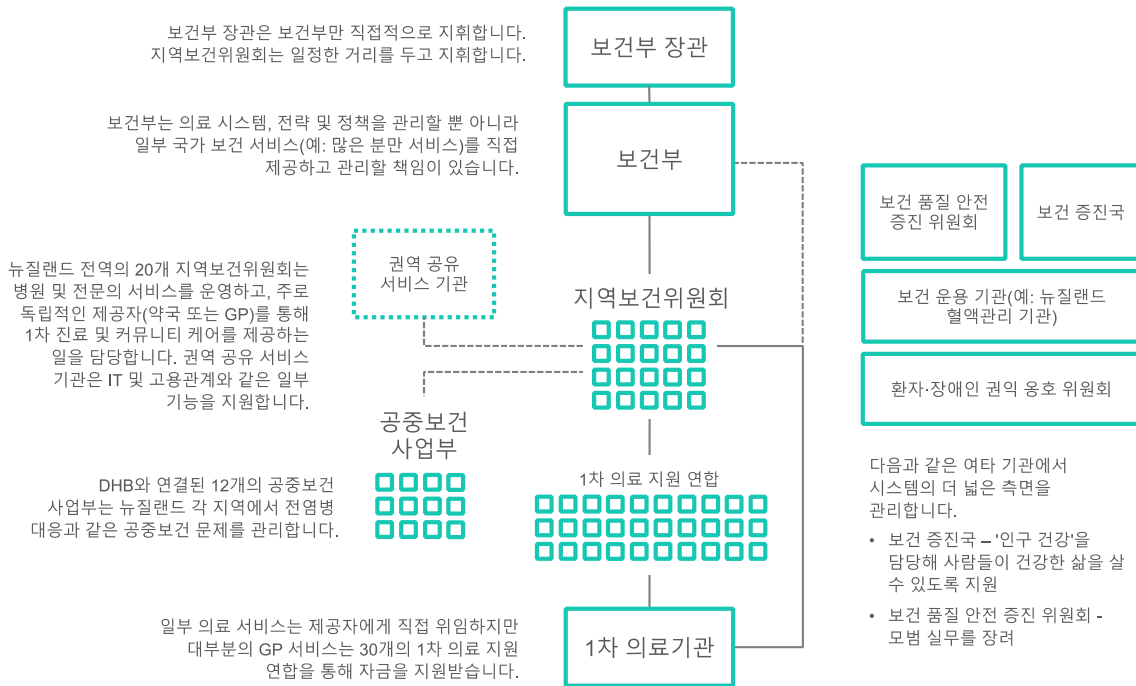 보건부 장관은 보건부만 직접적으로 지휘합니다.
지역보건위원회는 일정한 거리를 두고 지휘합니다.
보건부 장관
보건부는 의료 시스템, 전략 및 정책을 관리할 뿐 아니라
일부 국가 보건 서비스(예: 많은 분만 서비스)를 직접
제공하고 관리할 책임이 있습니다.
보건부
보건 품질 안전
증진 위원회
보건 증진국
권역 공유
서비스 기관
뉴질랜드 전역의 20개 지역보건위원회는
병원 및 전문의 서비스를 운영하고, 주로
독립적인 제공자(약국 또는 GP)를 통해
1차 진료 및 커뮤니티 케어를 제공하는
일을 담당합니다. 권역 공유 서비스
기관은 IT 및 고용관계와 같은 일부
기능을 지원합니다.
지역보건위원회
보건 운용 기관(예: 뉴질랜드
혈액관리 기관)
환자·장애인 권익 옹호 위원회
공중보건
사업부
DHB와 연결된 12개의 공중보건
사업부는 뉴질랜드 각 지역에서 전염병
대응과 같은 공중보건 문제를 관리합니다.
1차 의료 지원 연합
다음과 같은 여타 기관에서
시스템의 더 넓은 측면을
관리합니다.
• 보건 증진국 – '인구 건강'을
담당해 사람들이 건강한 삶을 살
수 있도록 지원
• 보건 품질 안전 증진 위원회 -
모범 실무를 장려
일부 의료 서비스는 제공자에게 직접 위임하지만
대부분의 GP 서비스는 30개의 1차 의료 지원
연합을 통해 자금을 지원받습니다.
1차 의료기관